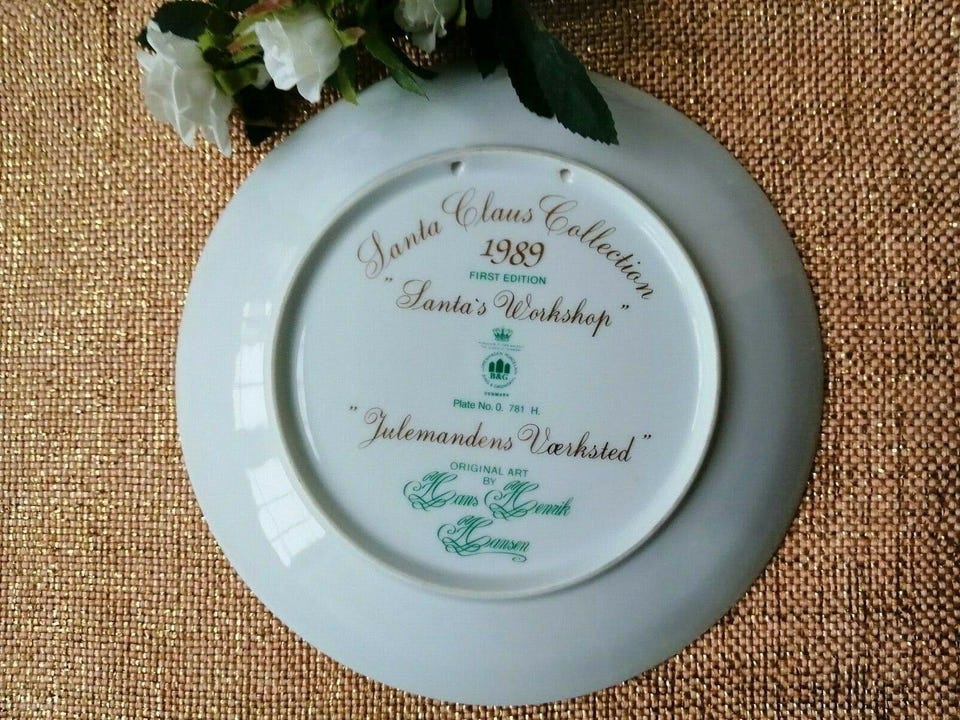 Santa Claus Collection
1989
FIRST EDITION
"Santa's Workshop"
B&G
DENMARK
Plate No. 0. 781 H.
"Julemandens Værksted"
ORIGINAL ART
BY
Hans Henrik
Hansen